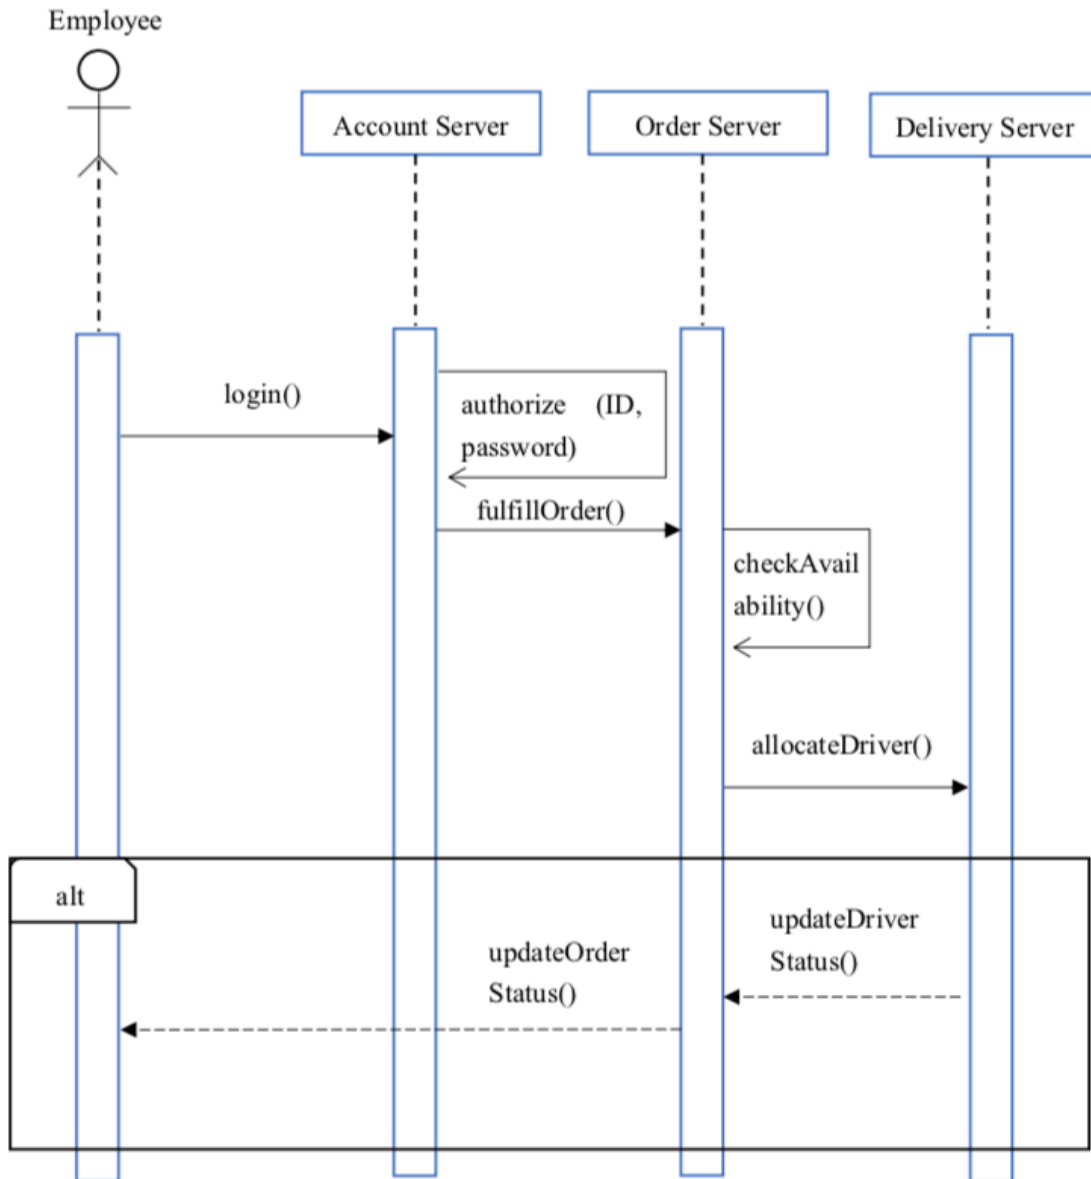 Employee
Account Server
Order Server
Delivery Server
login()
authorize (ID,
password)
fulfillOrder()
checkAvail
ability()
allocateDriver()
alt
updateDriver
Status()
updateOrder
Status()